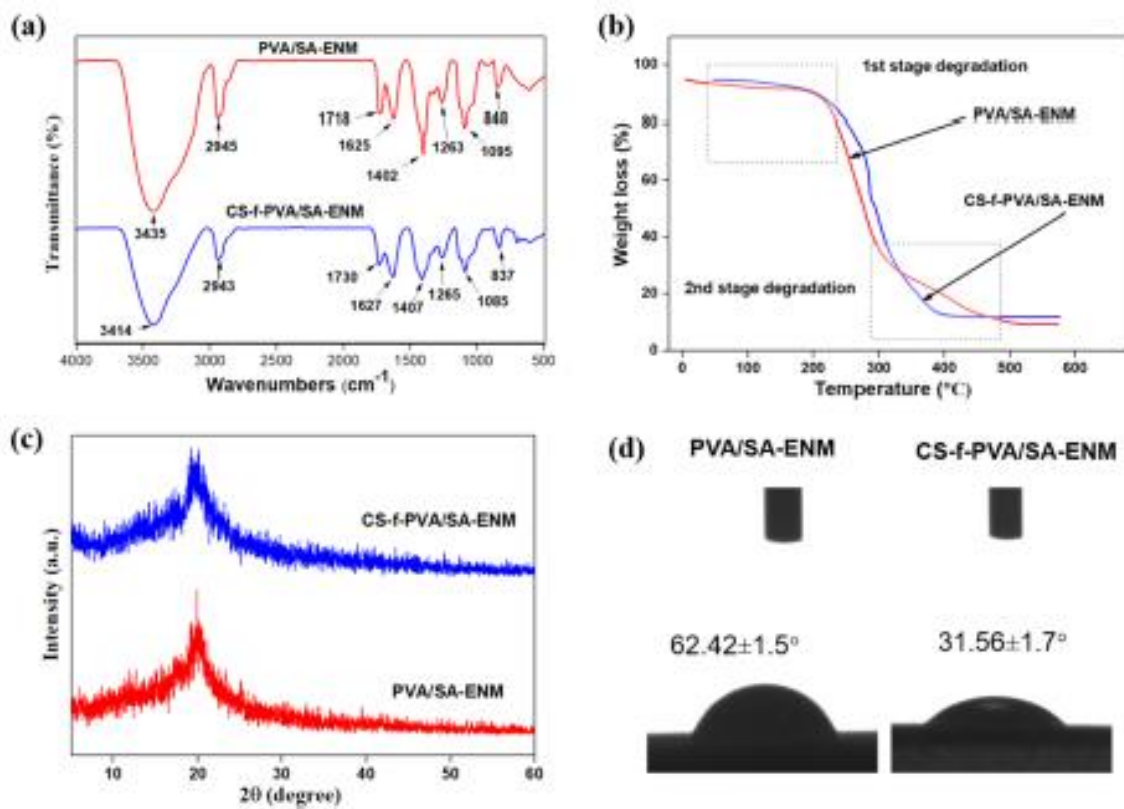 (a)
PVA/SA-ENM
2945
3435
1718
1625
1402
1263
1095
848
CS-f-PVA/SA-ENM
3414
2943
1730
1627
1407
1265
1085
837
Transmittance (%)
4000 3500 3000 2500 2000 1500 1000 500
Wavenumbers (cm-1)
(b)
1st stage degradation
PVA/SA-ENM
CS-f-PVA/SA-ENM
2nd stage degradation
Weight loss (%)
100
80
60
40
20
0
0 100 200 300 400 500 600
Temperature (°C)
(c)
CS-f-PVA/SA-ENM
PVA/SA-ENM
Intensity (a.u.)
10 20 30 40 50 60
2θ (degree)
(d)
PVA/SA-ENM CS-f-PVA/SA-ENM
62.42±1.5° 31.56±1.7°